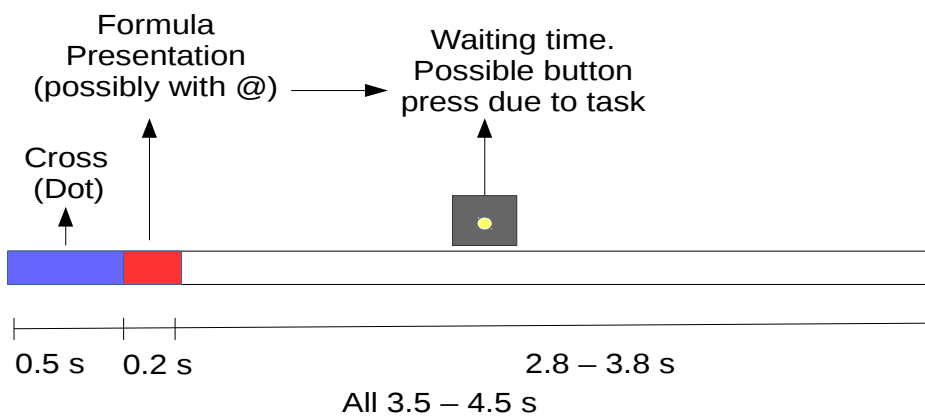 Formula
Presentation
(possibly with @)
Waiting time.
Possible button
press due to task
Cross
(Dot)
0.5 s
0.2 s
2.8 – 3.8 s
All 3.5 – 4.5 s